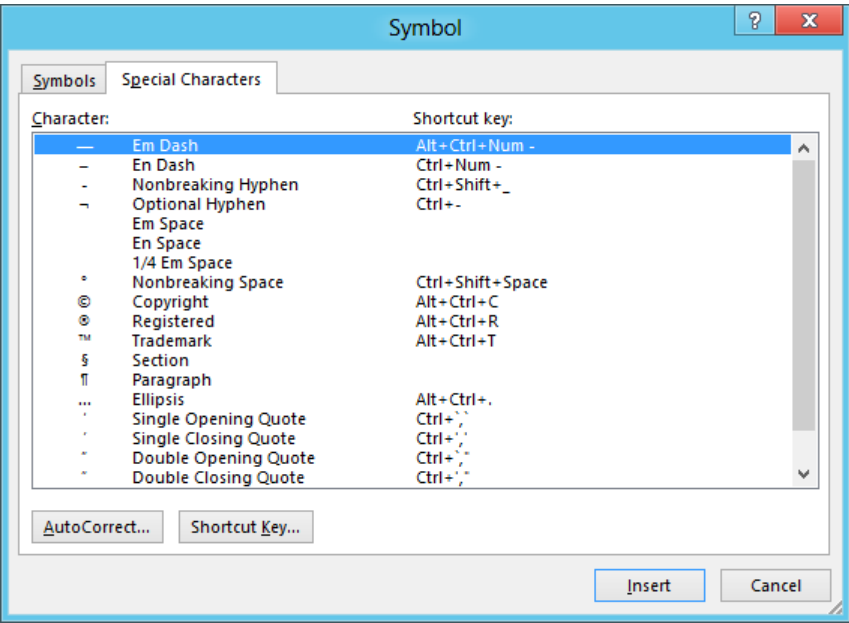 Symbol
? x
Symbols Special Characters
Character: Shortcut key:
— Em Dash Alt+Ctrl+Num -
– En Dash Ctrl+Num -
- Nonbreaking Hyphen Ctrl+Shift+_
¬ Optional Hyphen Ctrl+-
Em Space
En Space
1/4 Em Space
° Nonbreaking Space Ctrl+Shift+Space
© Copyright Alt+Ctrl+C
® Registered Alt+Ctrl+R
™ Trademark Alt+Ctrl+T
§ Section
¶ Paragraph
… Ellipsis Alt+Ctrl+.
‘ Single Opening Quote Ctrl+`,`
’ Single Closing Quote Ctrl+','
“ Double Opening Quote Ctrl+`,"
” Double Closing Quote Ctrl+',"
AutoCorrect... Shortcut Key...
Insert Cancel